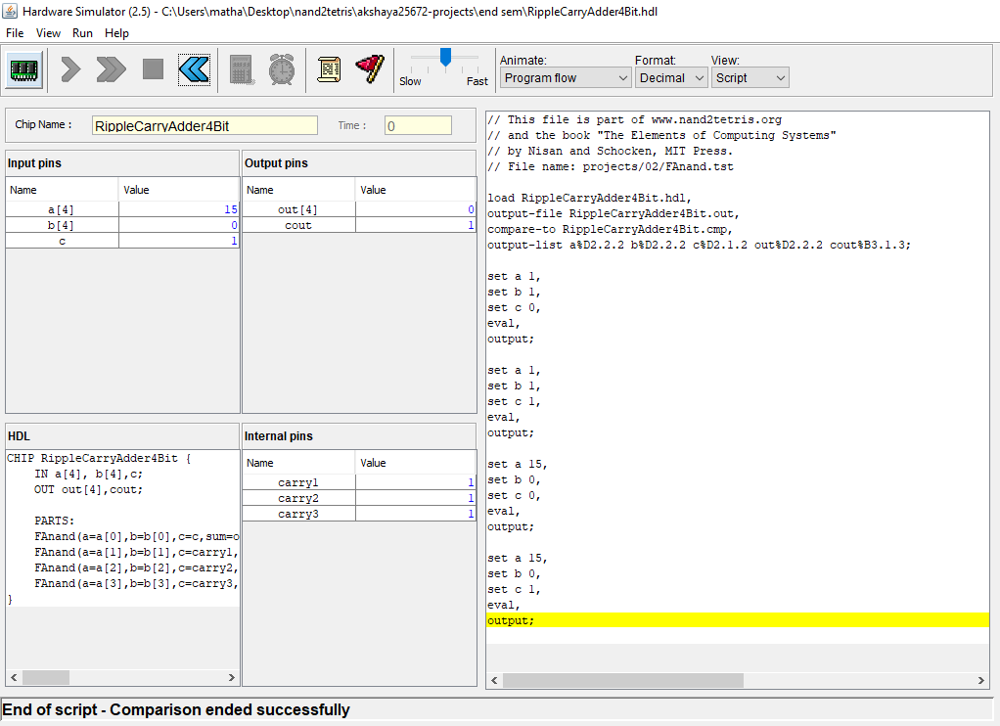 Hardware Simulator (2.5) - C:\Users\matha\Desktop\nand2tetris\akshaya25672-projects\end sem\RippleCarryAdder4Bit.hdl
File View Run Help
Slow Fast
Animate: Format: View:
Program flow Decimal Script
Chip Name : RippleCarryAdder4Bit Time : 0
Input pins
Name Value
a[4] 15
b[4] 0
c 1
Output pins
Name Value
out[4] 0
cout 1
HDL
CHIP RippleCarryAdder4Bit {
IN a[4], b[4],c;
OUT out[4],cout;
PARTS:
FAnand(a=a[0],b=b[0],c=c,sum=o
FAnand(a=a[1],b=b[1],c=carry1,
FAnand(a=a[2],b=b[2],c=carry2,
FAnand(a=a[3],b=b[3],c=carry3,
}
Internal pins
Name Value
carry1 1
carry2 1
carry3 1
// This file is part of www.nand2tetris.org
// and the book "The Elements of Computing Systems"
// by Nisan and Schocken, MIT Press.
// File name: projects/02/FAnand.tst
load RippleCarryAdder4Bit.hdl,
output-file RippleCarryAdder4Bit.out,
compare-to RippleCarryAdder4Bit.cmp,
output-list a%D2.2.2 b%D2.2.2 c%D2.1.2 out%D2.2.2 cout%B3.1.3;
set a 1,
set b 1,
set c 0,
eval,
output;
set a 1,
set b 1,
set c 1,
eval,
output;
set a 15,
set b 0,
set c 0,
eval,
output;
set a 15,
set b 0,
set c 1,
eval,
output;
End of script - Comparison ended successfully